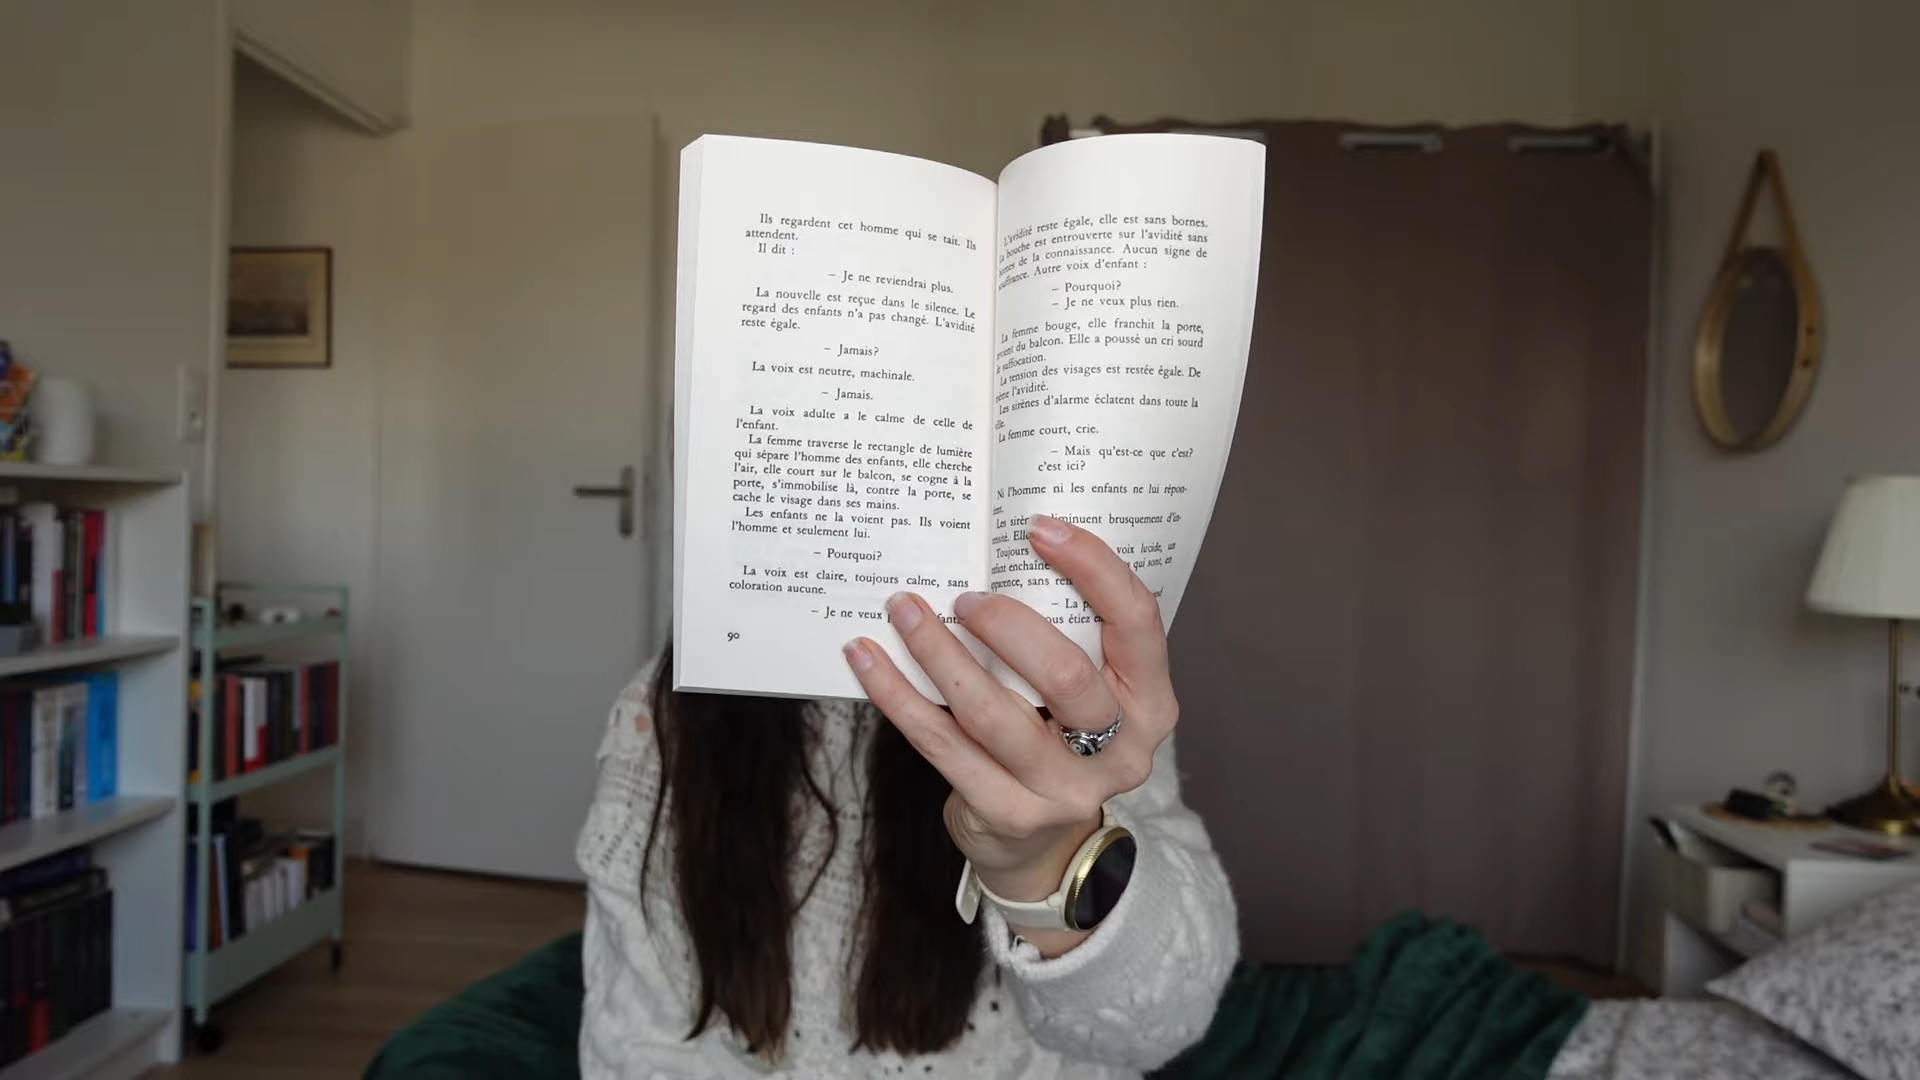 Ils regardent cet homme qui se tait. Ils
attendent.
Il dit :
– Je ne reviendrai plus.
La nouvelle est reçue dans le silence. Le
regard des enfants n'a pas changé. L'avidité
reste égale.
– Jamais?
La voix est neutre, machinale.
– Jamais.
La voix adulte a le calme de celle de
l'enfant.
La femme traverse le rectangle de lumière
qui sépare l'homme des enfants, elle cherche
l'air, elle court sur le balcon, se cogne à la
porte, s'immobilise là, contre la porte, se
cache le visage dans ses mains.
Les enfants ne la voient pas. Ils voient
l'homme et seulement lui.
– Pourquoi?
La voix est claire, toujours calme, sans
coloration aucune.
– Je ne veux
90
L'avidité reste égale, elle est sans bornes.
La bouche est entrouverte sur l'avidité sans
bornes de la connaissance. Aucun signe de
souffrance. Autre voix d'enfant :
– Pourquoi?
– Je ne veux plus rien.
La femme bouge, elle franchit la porte,
revient du balcon. Elle a poussé un cri sourd
de suffocation.
La tension des visages est restée égale. De
même l'avidité.
Les sirènes d'alarme éclatent dans toute la
ville.
La femme court, crie.
– Mais qu'est-ce que c'est?
c'est ici?
Ni l'homme ni les enfants ne lui répon-
dent.
Les diminuent brusquement d'in-
tensité.
Toujours voix lucide, un
enfant enchaîne qui sont, en
apparence, sans
– La
étiez